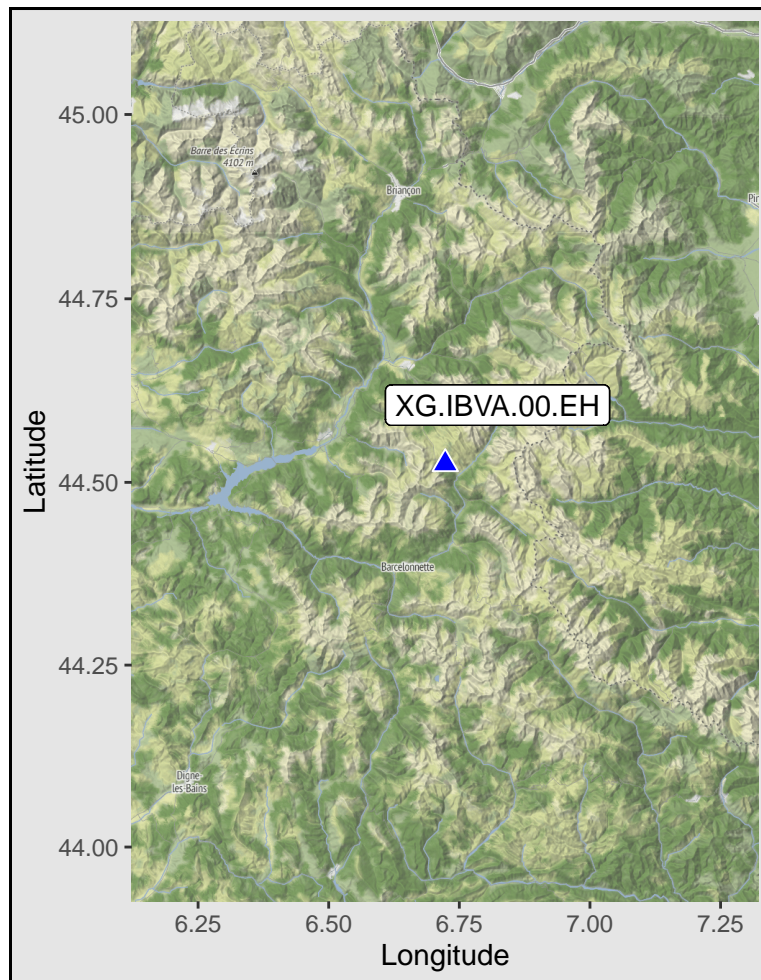 45.00
Barre des Écrins
4102 m
Briançon
Pin
44.75
XG.IBVA.00.EH
Latitude
44.50
Barcelonnette
44.25
Digne-
les-Bains
44.00
6.25 6.50 6.75 7.00 7.25
Longitude